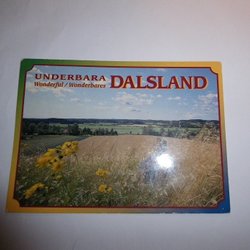 UNDERBARA DALSLAND
Wonderful / Wunderbares